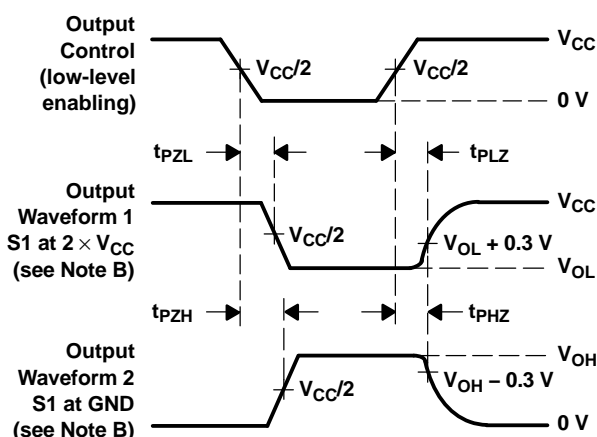 Output
Control
(low-level
enabling)
V_CC
V_CC/2
V_CC/2
0 V
t_PZL
t_PLZ
Output
Waveform 1
S1 at 2 × V_CC
(see Note B)
V_CC
V_CC/2
V_OL + 0.3 V
V_OL
t_PZH
t_PHZ
Output
Waveform 2
S1 at GND
(see Note B)
V_OH
V_CC/2
V_OH − 0.3 V
0 V